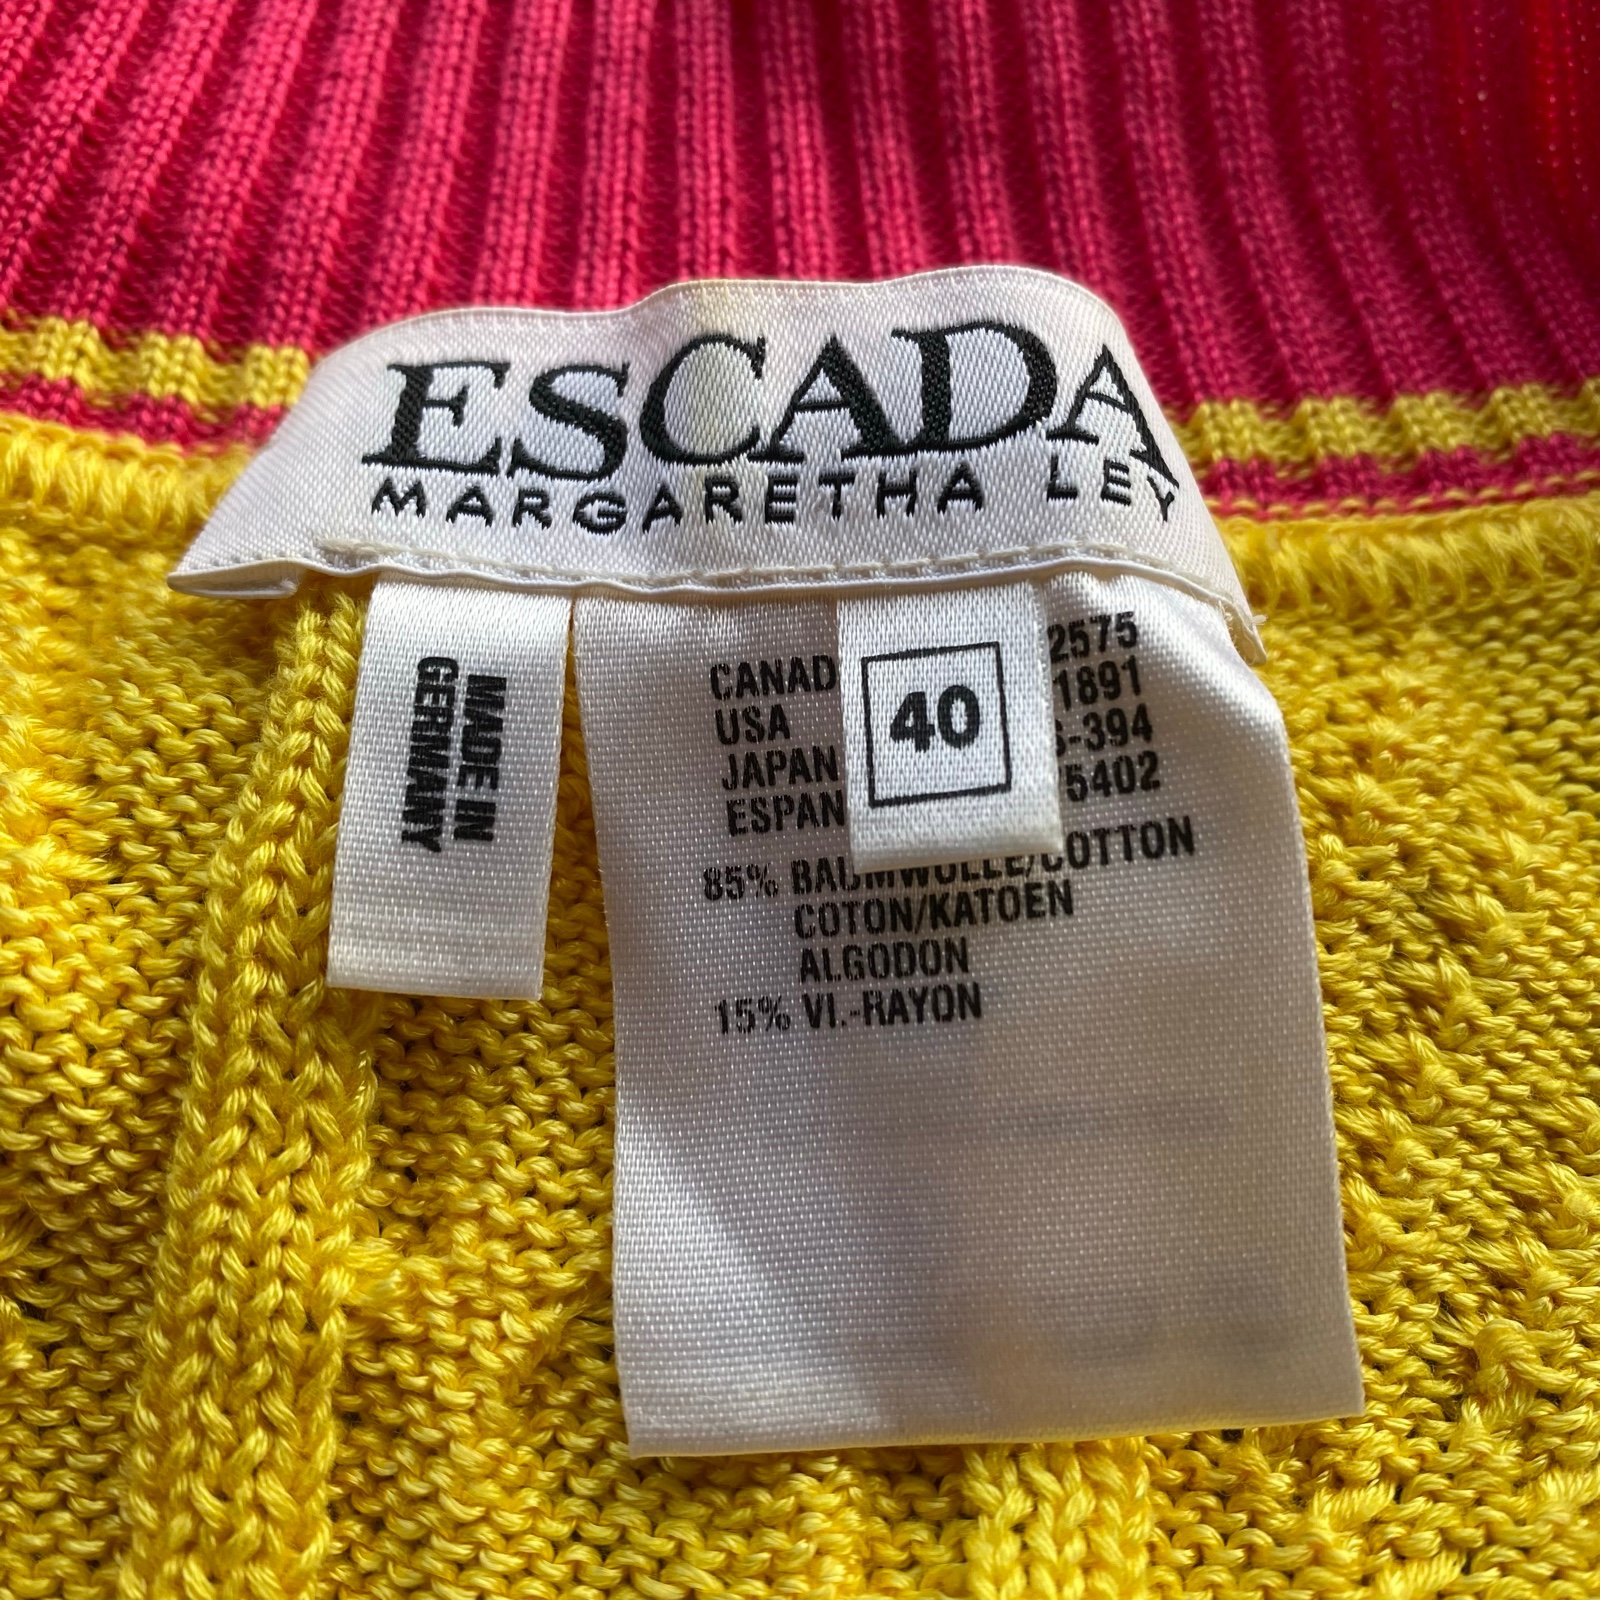 ESCADA
MARGARETHA LEY
MADE IN
GERMANY
40
CANAD 2575
USA 1891
JAPAN -394
ESPAN 5402
85% BAUMWOLLE/COTTON
COTON/KATOEN
ALGODON
15% VI.-RAYON